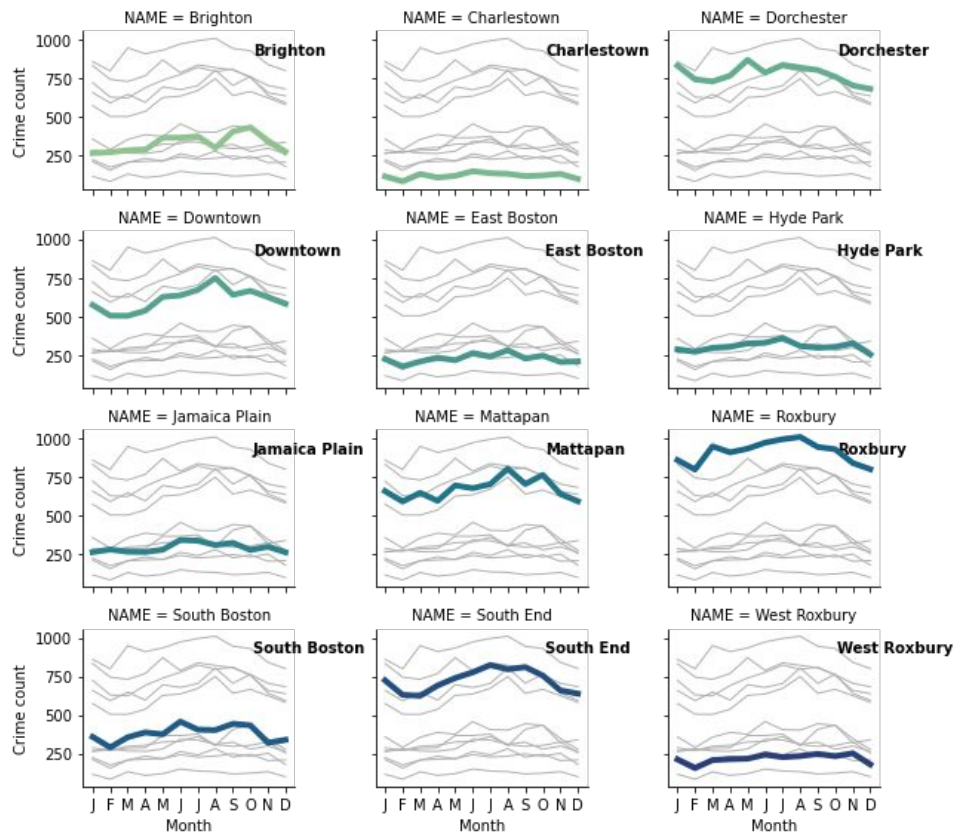 NAME = Brighton
NAME = Charlestown
NAME = Dorchester
1000
750
500
250
Crime count
Brighton
Charlestown
Dorchester
NAME = Downtown
NAME = East Boston
NAME = Hyde Park
1000
750
500
250
Crime count
Downtown
East Boston
Hyde Park
NAME = Jamaica Plain
NAME = Mattapan
NAME = Roxbury
1000
750
500
250
Crime count
Jamaica Plain
Mattapan
Roxbury
NAME = South Boston
NAME = South End
NAME = West Roxbury
1000
750
500
250
Crime count
South Boston
South End
West Roxbury
J F M A M J J A S O N D
J F M A M J J A S O N D
J F M A M J J A S O N D
Month
Month
Month